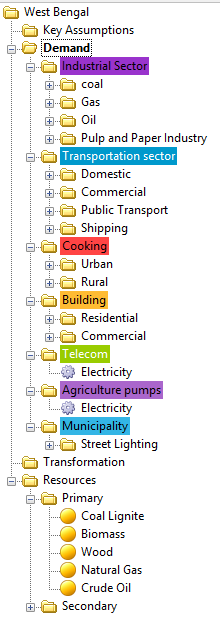 West Bengal
Key Assumptions
Demand
Industrial Sector
coal
Gas
Oil
Pulp and Paper Industry
Transportation sector
Domestic
Commercial
Public Transport
Shipping
Cooking
Urban
Rural
Building
Residential
Commercial
Telecom
Electricity
Agriculture pumps
Electricity
Municipality
Street Lighting
Transformation
Resources
Primary
Coal Lignite
Biomass
Wood
Natural Gas
Crude Oil
Secondary